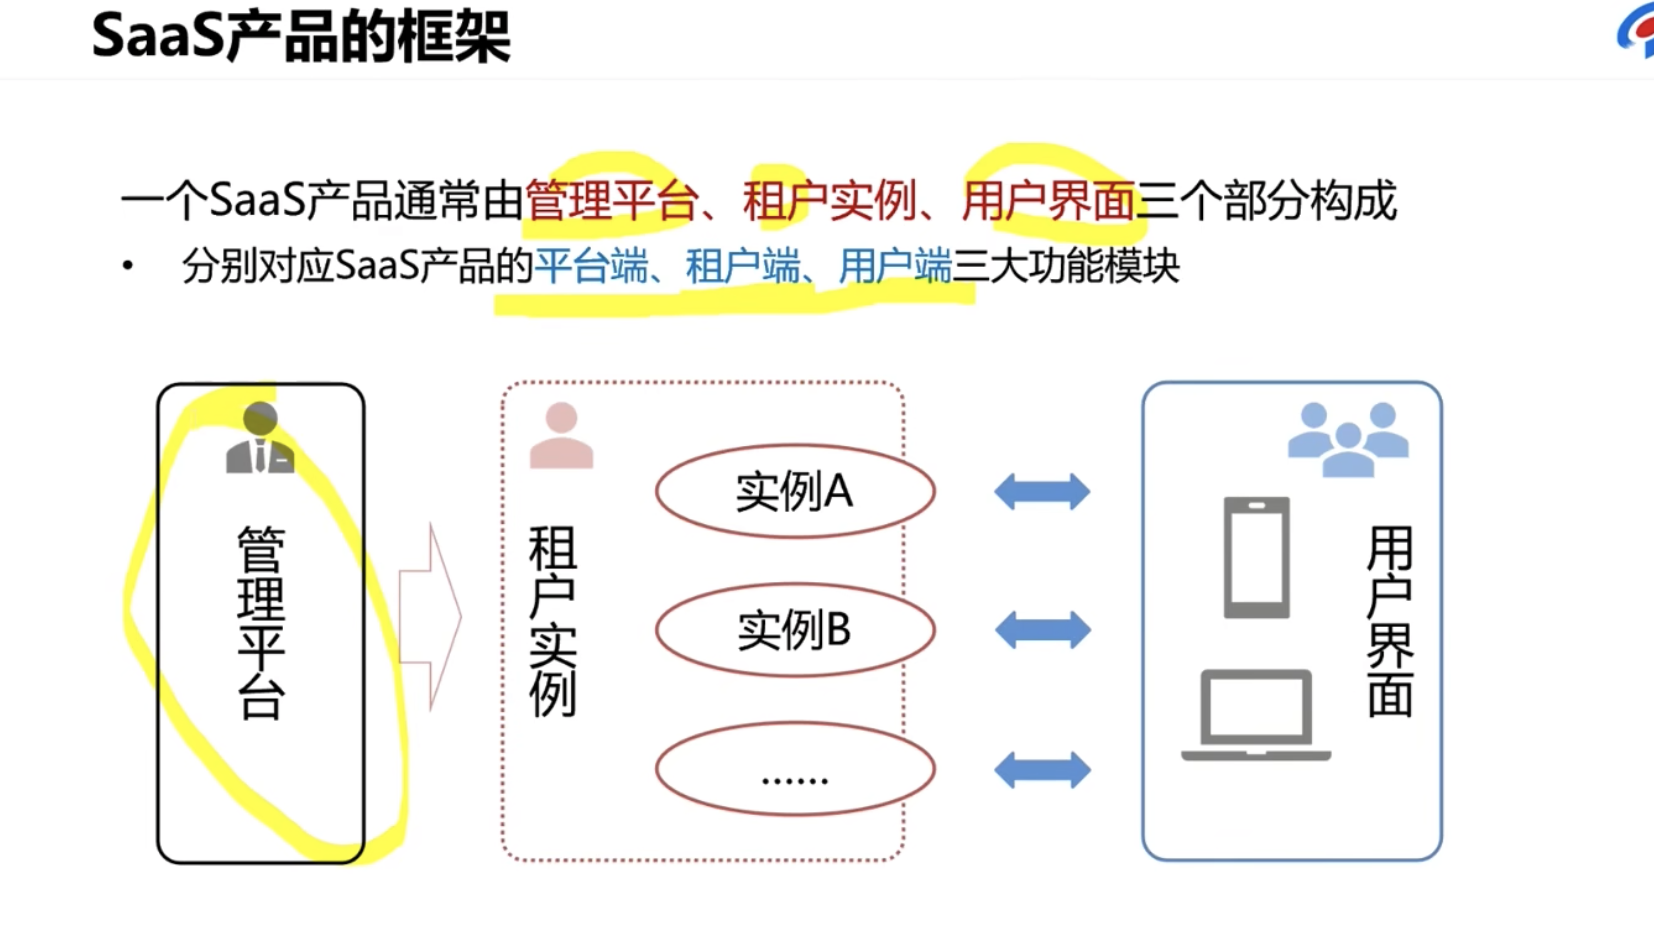 SaaS产品的框架
一个SaaS产品通常由管理平台、租户实例、用户界面三个部分构成
• 分别对应SaaS产品的平台端、租户端、用户端三大功能模块
管理平台
租户实例
实例A
实例B
......
用户界面